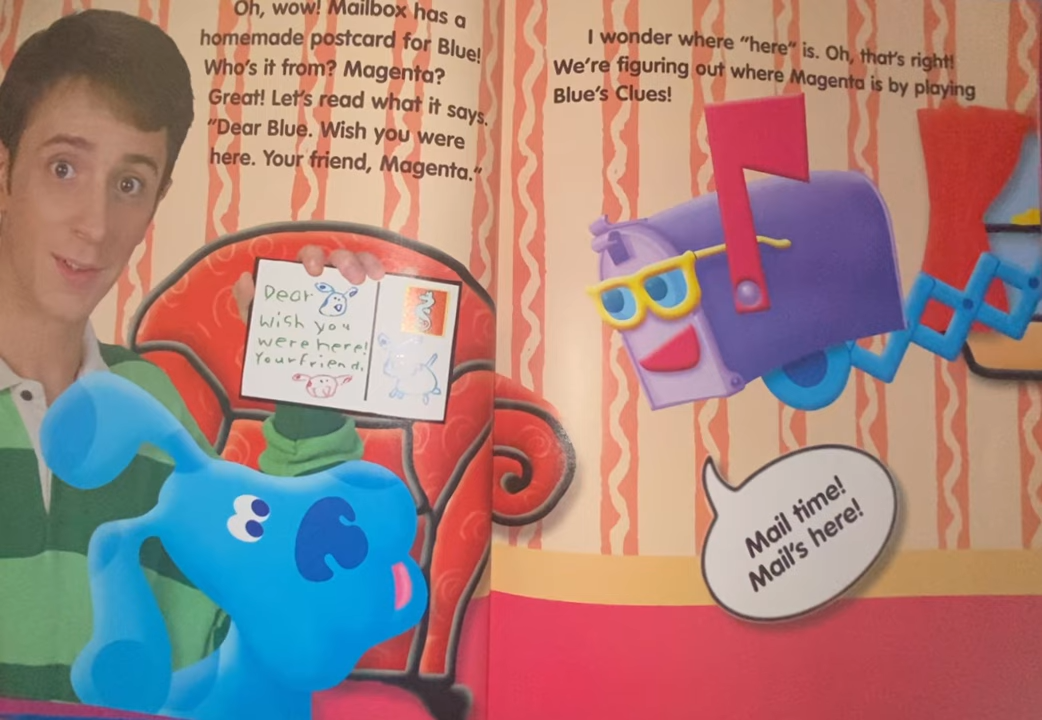 Oh, wow! Mailbox has a
homemade postcard for Blue!
Who's it from? Magenta?
Great! Let's read what it says.
"Dear Blue. Wish you were
here. Your friend, Magenta."
Dear
Wish you
were here!
Your friend,
I wonder where "here" is. Oh, that's right!
We're figuring out where Magenta is by playing
Blue's Clues!
Mail time!
Mail's here!